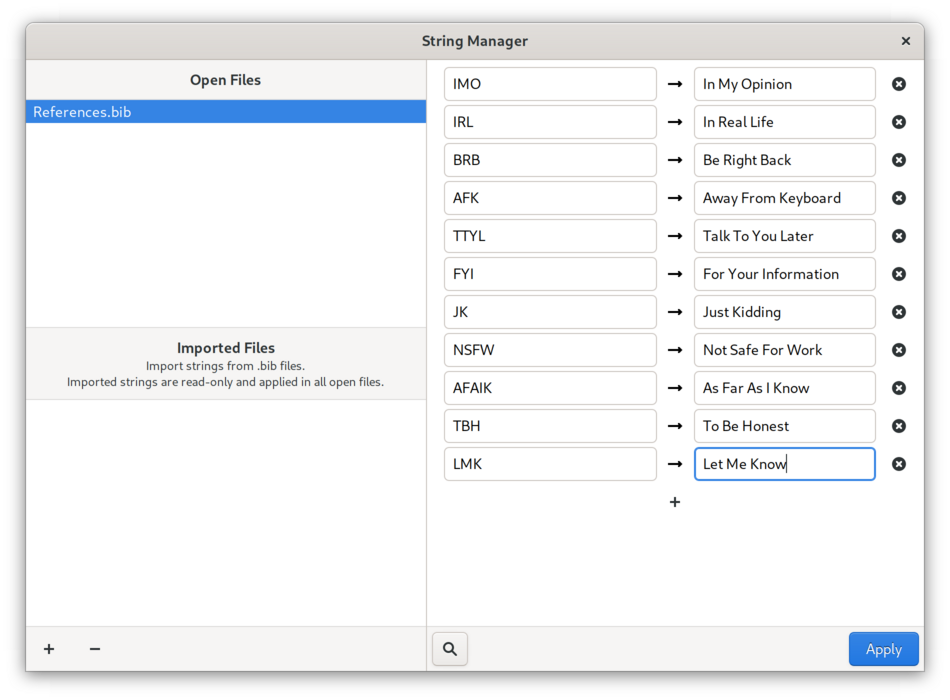 String Manager
Open Files
References.bib
Imported Files
Import strings from .bib files.
Imported strings are read-only and applied in all open files.
IMO → In My Opinion
IRL → In Real Life
BRB → Be Right Back
AFK → Away From Keyboard
TTYL → Talk To You Later
FYI → For Your Information
JK → Just Kidding
NSFW → Not Safe For Work
AFAIK → As Far As I Know
TBH → To Be Honest
LMK → Let Me Know
Apply